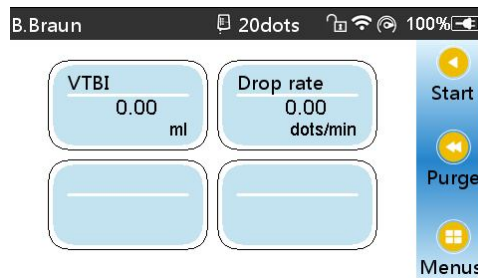 B.Braun 20dots 100%
VTBI
0.00
ml
Drop rate
0.00
dots/min
Start
Purge
Menus